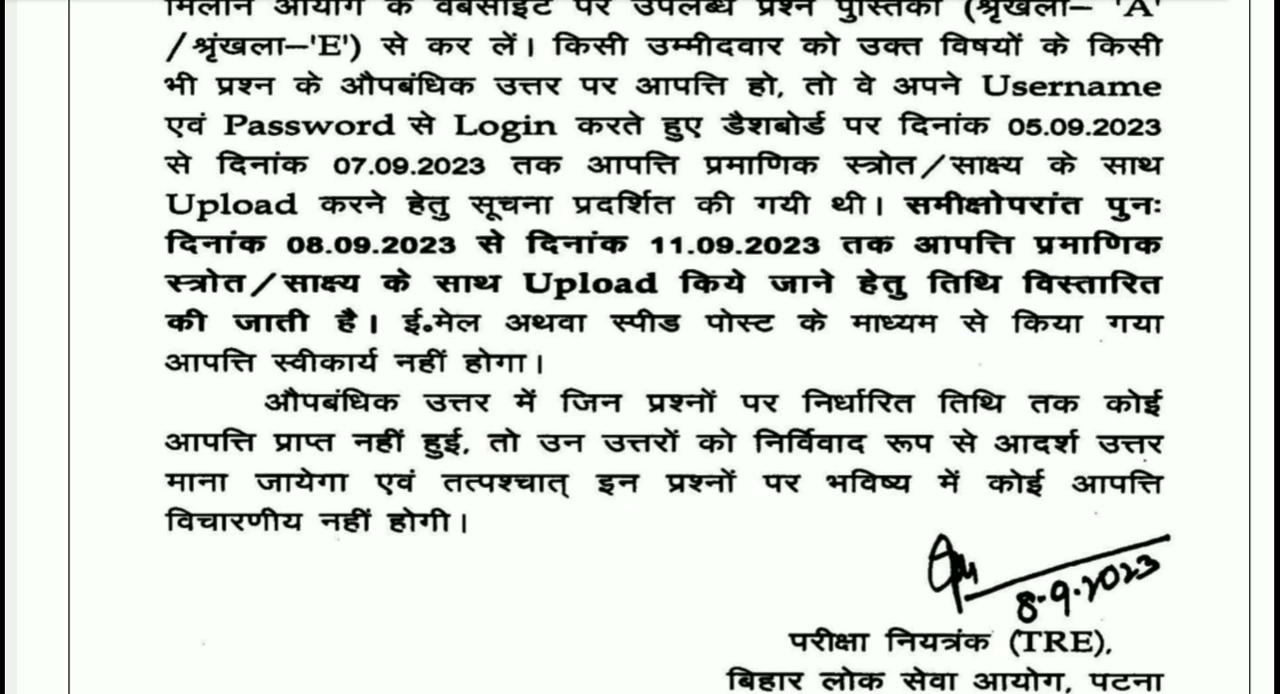 मिलान आयोग के वेबसाईट पर उपलब्ध प्रश्न पुस्तिका (श्रृंखला– 'A'
/श्रृंखला–'E') से कर लें। किसी उम्मीदवार को उक्त विषयों के किसी
भी प्रश्न के औपबंधिक उत्तर पर आपत्ति हो, तो वे अपने Username
एवं Password से Login करते हुए डैशबोर्ड पर दिनांक 05.09.2023
से दिनांक 07.09.2023 तक आपत्ति प्रमाणिक स्त्रोत/साक्ष्य के साथ
Upload करने हेतु सूचना प्रदर्शित की गयी थी। समीक्षोपरांत पुनः
दिनांक 08.09.2023 से दिनांक 11.09.2023 तक आपत्ति प्रमाणिक
स्त्रोत/साक्ष्य के साथ Upload किये जाने हेतु तिथि विस्तारित
की जाती है। ई॰मेल अथवा स्पीड पोस्ट के माध्यम से किया गया
आपत्ति स्वीकार्य नहीं होगा।
औपबंधिक उत्तर में जिन प्रश्नों पर निर्धारित तिथि तक कोई
आपत्ति प्राप्त नहीं हुई, तो उन उत्तरों को निर्विवाद रूप से आदर्श उत्तर
माना जायेगा एवं तत्पश्चात् इन प्रश्नों पर भविष्य में कोई आपत्ति
विचारणीय नहीं होगी।
8.9.2023
परीक्षा नियत्रंक (TRE),
बिहार लोक सेवा आयोग, पटना